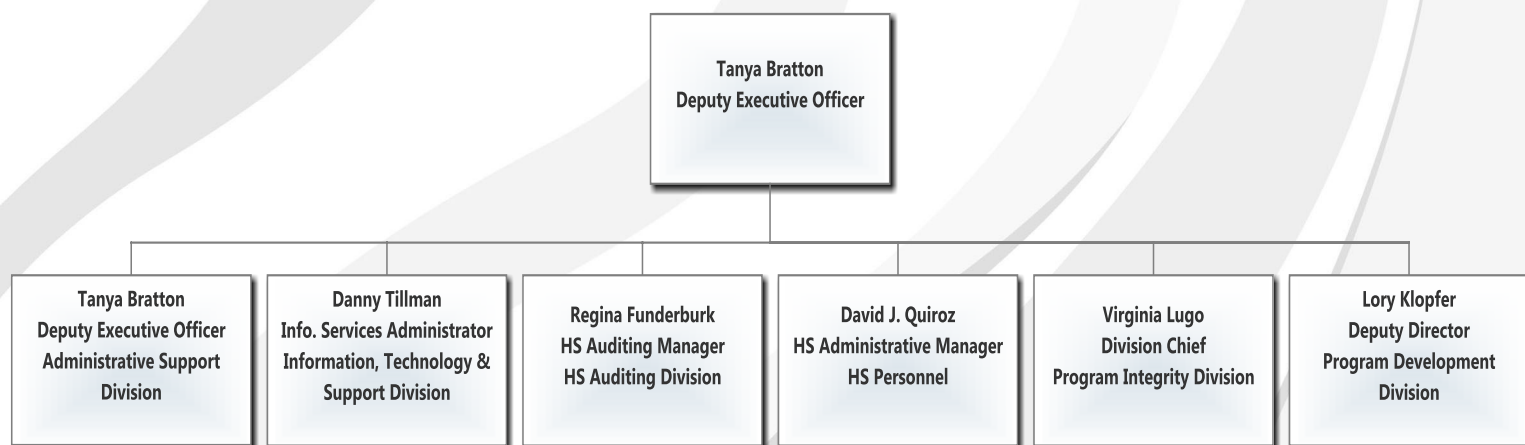 Tanya Bratton
Deputy Executive Officer
Tanya Bratton
Deputy Executive Officer
Administrative Support
Division
Danny Tillman
Info. Services Administrator
Information, Technology &
Support Division
Regina Funderburk
HS Auditing Manager
HS Auditing Division
David J. Quiroz
HS Administrative Manager
HS Personnel
Virginia Lugo
Division Chief
Program Integrity Division
Lory Klopfer
Deputy Director
Program Development
Division